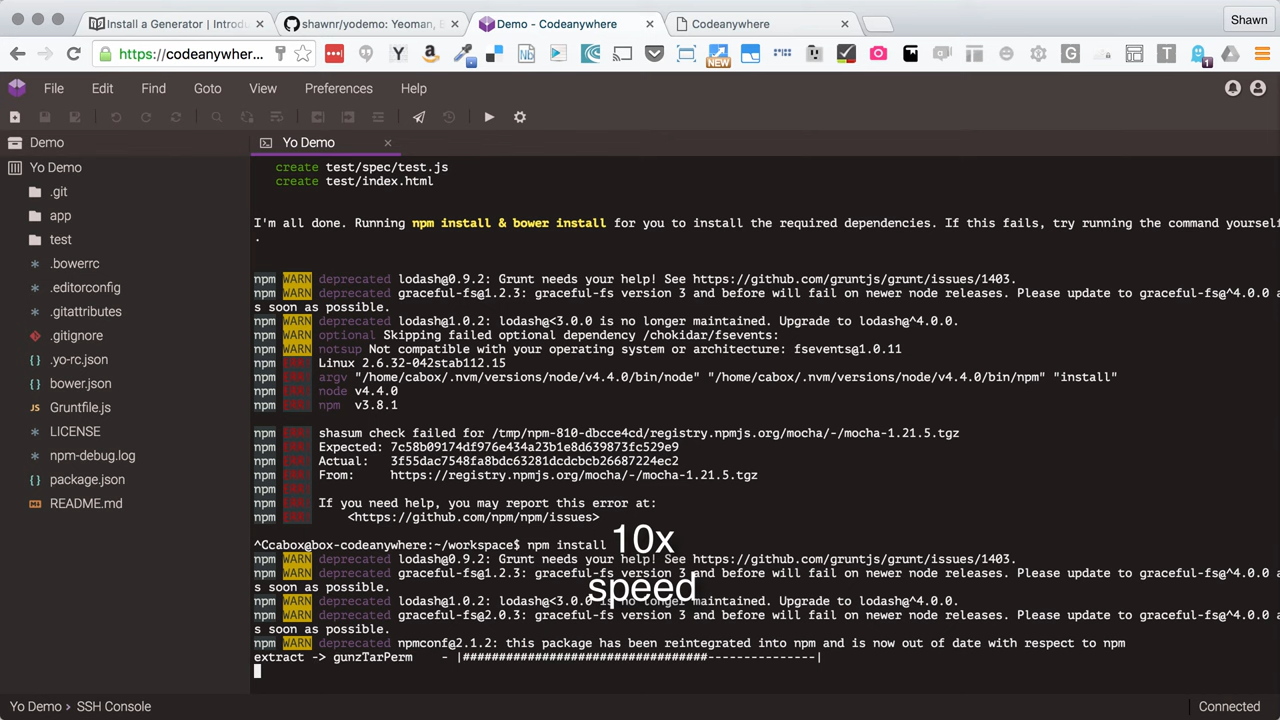 Install a Generator | Introdu
shawnr/yodemo: Yeoman, B
Demo - Codeanywhere
Codeanywhere
Shawn
https://codeanywher...
NEW
1
File Edit Find Goto View Preferences Help
Demo
Yo Demo
Yo Demo
.git
app
test
.bowerrc
.editorconfig
.gitattributes
.gitignore
.yo-rc.json
bower.json
Gruntfile.js
LICENSE
npm-debug.log
package.json
README.md
create test/spec/test.js
create test/index.html
I'm all done. Running npm install & bower install for you to install the required dependencies. If this fails, try running the command yourself
.
npm WARN deprecated lodash@0.9.2: Grunt needs your help! See https://github.com/gruntjs/grunt/issues/1403.
npm WARN deprecated graceful-fs@1.2.3: graceful-fs version 3 and before will fail on newer node releases. Please update to graceful-fs@^4.0.0 a
s soon as possible.
npm WARN deprecated lodash@1.0.2: lodash@<3.0.0 is no longer maintained. Upgrade to lodash@^4.0.0.
npm WARN optional Skipping failed optional dependency /chokidar/fsevents:
npm WARN notsup Not compatible with your operating system or architecture: fsevents@1.0.11
npm ERR! Linux 2.6.32-042stab112.15
npm ERR! argv "/home/cabox/.nvm/versions/node/v4.4.0/bin/node" "/home/cabox/.nvm/versions/node/v4.4.0/bin/npm" "install"
npm ERR! node v4.4.0
npm ERR! npm  v3.8.1
npm ERR! shasum check failed for /tmp/npm-810-dbcce4cd/registry.npmjs.org/mocha/-/mocha-1.21.5.tgz
npm ERR! Expected: 7c58b09174df976e434a23b1e8d639873fc529e9
npm ERR! Actual:   3f55dac7548fa8bdc63281dcdcbcb26687224ec2
npm ERR! From:     https://registry.npmjs.org/mocha/-/mocha-1.21.5.tgz
npm ERR!
npm ERR! If you need help, you may report this error at:
npm ERR!     <https://github.com/npm/npm/issues>
^Ccabox@box-codeanywhere:~/workspace$ npm install
npm WARN deprecated lodash@0.9.2: Grunt needs your help! See https://github.com/gruntjs/grunt/issues/1403.
npm WARN deprecated graceful-fs@1.2.3: graceful-fs version 3 and before will fail on newer node releases. Please update to graceful-fs@^4.0.0 a
s soon as possible.
npm WARN deprecated lodash@1.0.2: lodash@<3.0.0 is no longer maintained. Upgrade to lodash@^4.0.0.
npm WARN deprecated graceful-fs@2.0.3: graceful-fs version 3 and before will fail on newer node releases. Please update to graceful-fs@^4.0.0 a
s soon as possible.
npm WARN deprecated npmconf@2.1.2: this package has been reintegrated into npm and is now out of date with respect to npm
extract -> gunzTarPerm    - |##################################---------------|
10x
speed
Yo Demo > SSH Console
Connected